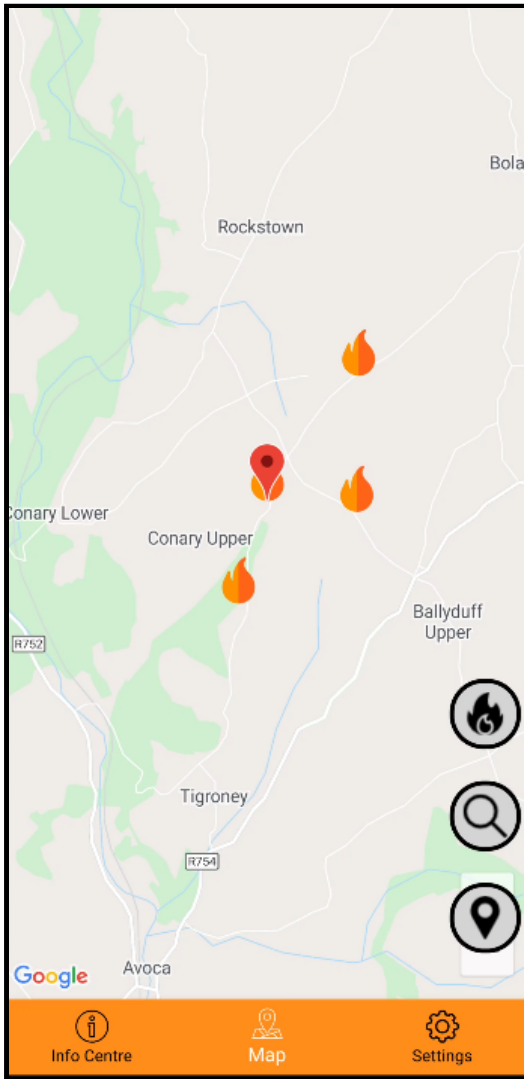 Bola
Rockstown
Conary Lower
Conary Upper
Ballyduff
Upper
R752
Tigroney
R754
Avoca
Google
Info Centre
Map
Settings